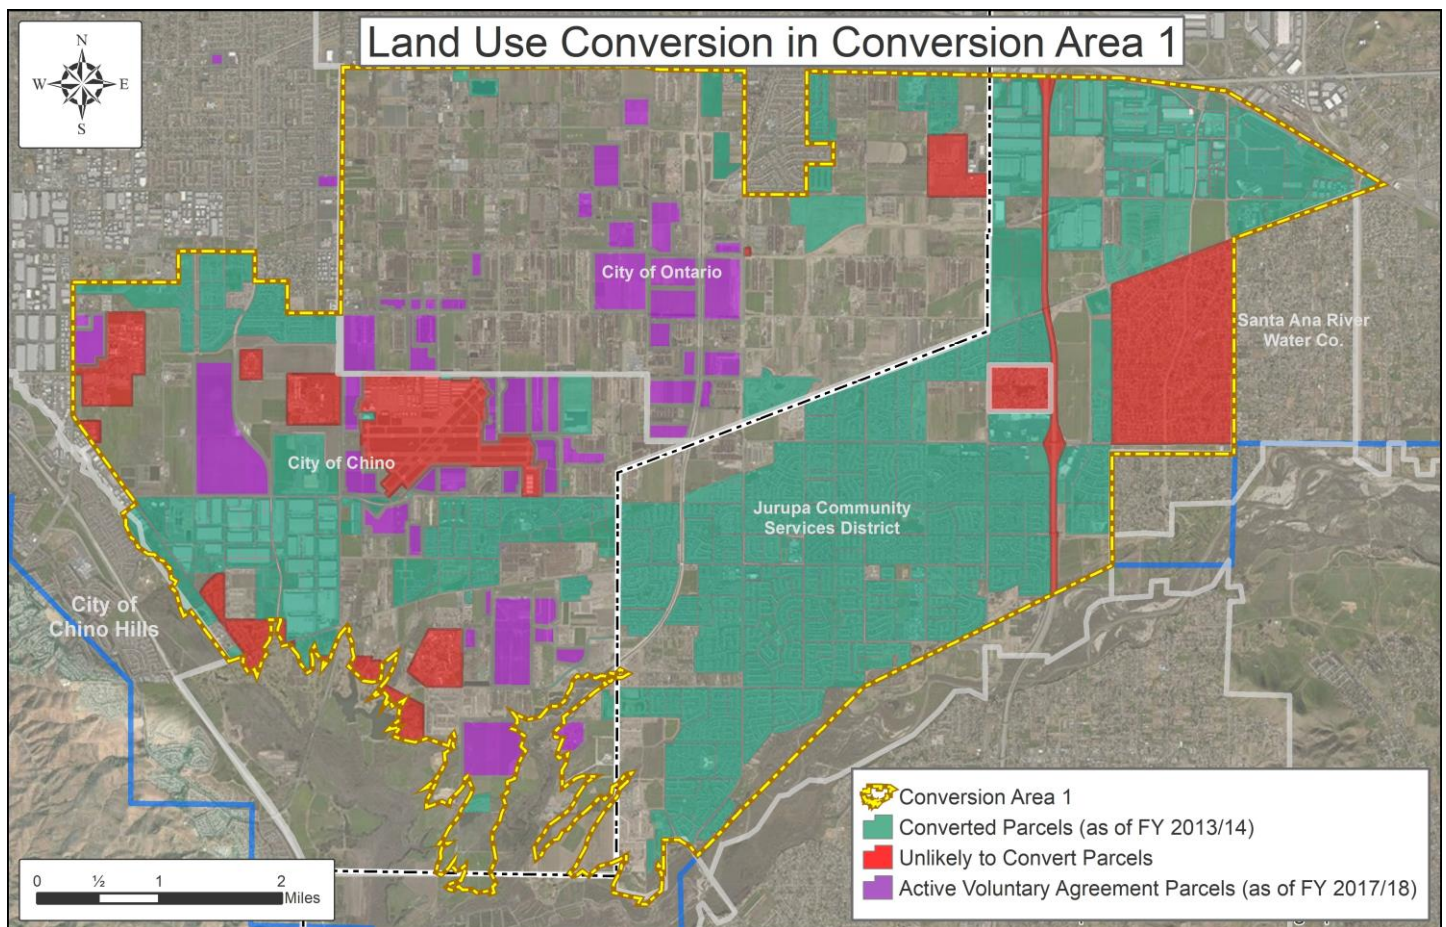 Land Use Conversion in Conversion Area 1
N
W
E
S
City of Ontario
Santa Ana River
Water Co.
City of Chino
Jurupa Community
Services District
City of
Chino Hills
Conversion Area 1
Converted Parcels (as of FY 2013/14)
Unlikely to Convert Parcels
Active Voluntary Agreement Parcels (as of FY 2017/18)
0 ½ 1 2
Miles